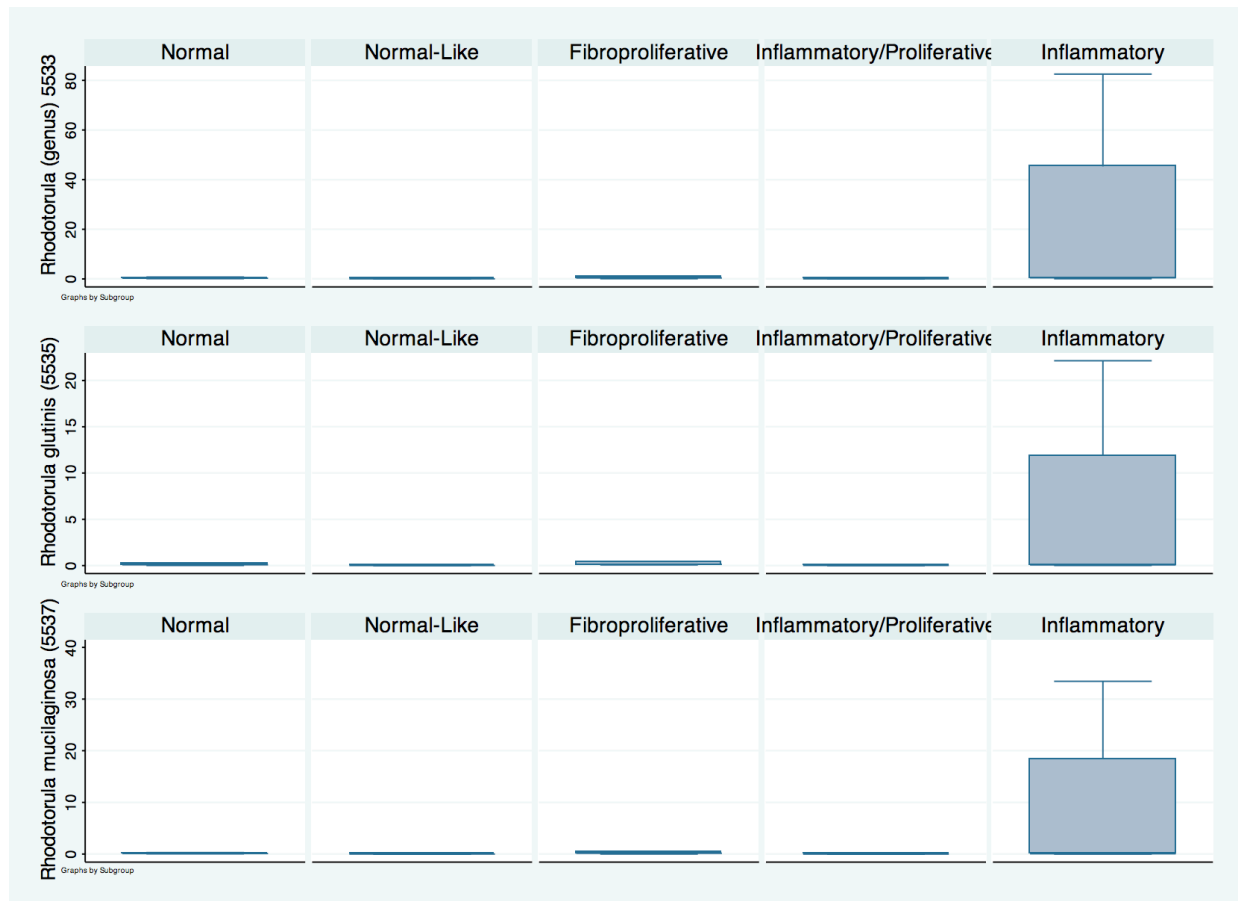 Normal Normal-Like Fibroproliferative Inflammatory/Proliferative Inflammatory
Rhodotorula (genus) 5533
80
60
40
20
0
Graphs by Subgroup
Normal Normal-Like Fibroproliferative Inflammatory/Proliferative Inflammatory
Rhodotorula glutinis (5535)
20
15
10
5
0
Graphs by Subgroup
Normal Normal-Like Fibroproliferative Inflammatory/Proliferative Inflammatory
Rhodotorula mucilaginosa (5537)
40
30
20
10
0
Graphs by Subgroup